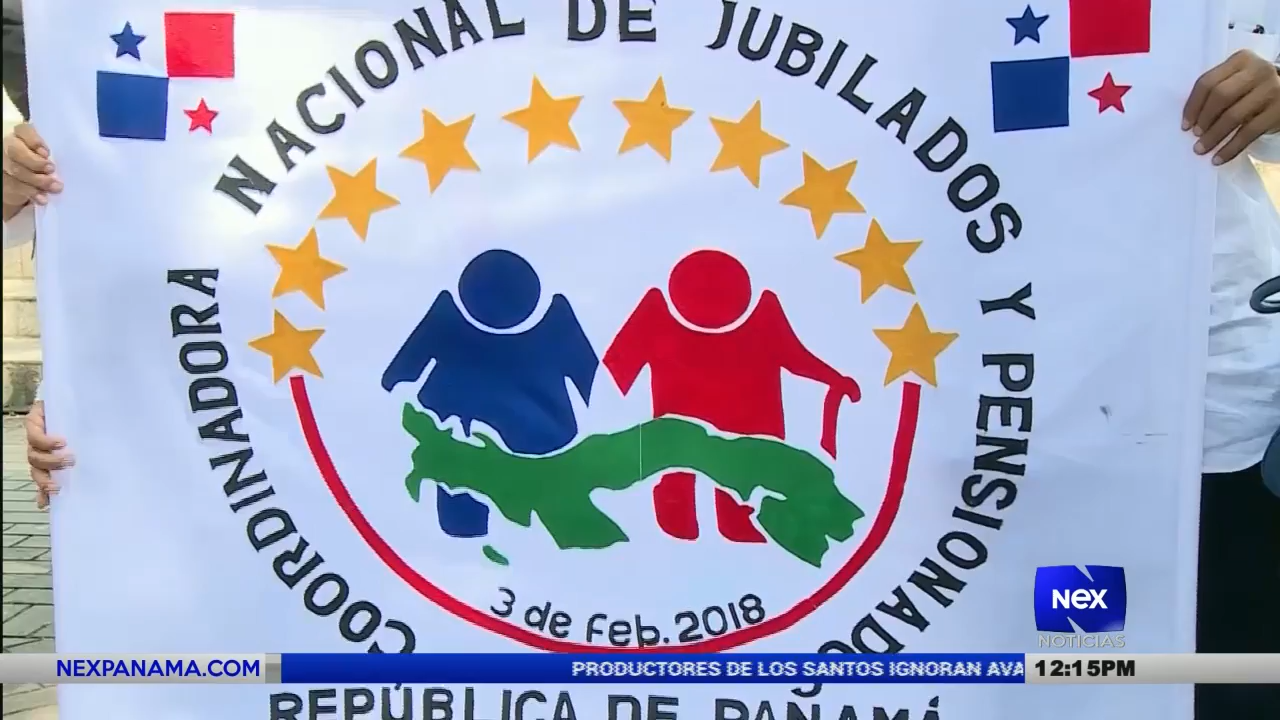 COORDINADORA NACIONAL DE JUBILADOS Y PENSIONADOS
3 de Feb. 2018
REPÚBLICA DE PANAMÁ
NEX
NOTICIAS
NEXPANAMA.COM
PRODUCTORES DE LOS SANTOS IGNORAN AVA
12:15PM